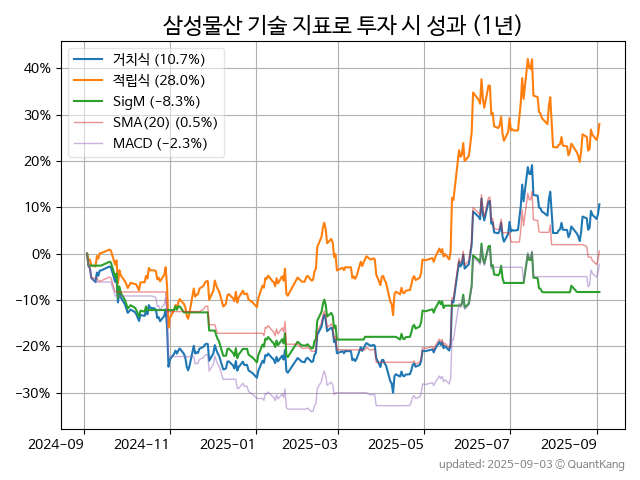 삼성물산 기술 지표로 투자 시 성과 (1년)
거치식 (10.7%)
적립식 (28.0%)
SigM (−8.3%)
SMA(20) (0.5%)
MACD (−2.3%)
40%
30%
20%
10%
0%
−10%
−20%
−30%
2024-09 2024-11 2025-01 2025-03 2025-05 2025-07 2025-09
updated: 2025-09-03 © QuantKang